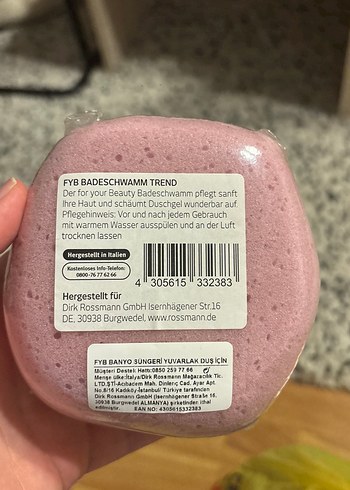 FYB BADESCHWAMM TREND
Der for your Beauty Badeschwamm pflegt sanft
Ihre Haut und schäumt Duschgel wunderbar auf.
Pflegehinweis: Vor und nach jedem Gebrauch
mit warmem Wasser ausspülen und an der Luft
trocknen lassen
Hergestellt in Italien
Kostenloses Info-Telefon:
0800-76 77 62 66
4 305615 332383
Hergestellt für
Dirk Rossmann GmbH Isernhägener Str.16
DE, 30938 Burgwedel, www.rossmann.de
FYB BANYO SÜNGERİ YUVARLAK DUŞ İÇİN
Müşteri Destek Hattı:0850 259 77 66
Menşe ülke:İtalya/Dirk Rossmann Mağazacılık Tic.
LTD.ŞTİ-Acıbadem Mah. Dinleriç Cad. Ayar Apt.
No.8/16 Kadıköy-İstanbul/ Türkiye tarafından
Dirk Rossmann GmbH (Isernhägener Straße 16,
30938 Burgwedel ALMANYA) şirketinden ithal
edilmiştir. EAN NO: 4305615332383